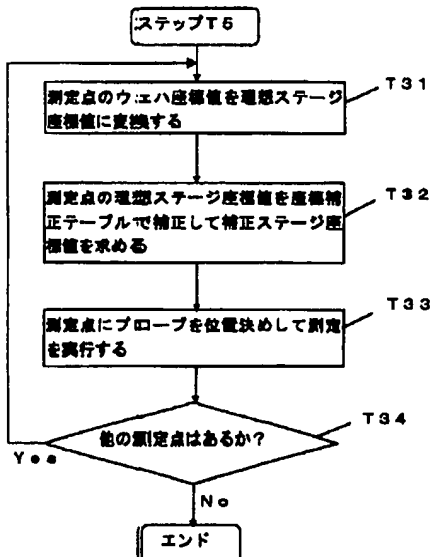 ステップT5
測定点のウェハ座標値を理想ステージ
座標値に変換する
T31
測定点の理想ステージ座標値を座標補
正テーブルで補正して補正ステージ座
標値を求める
T32
測定点にプローブを位置決めして測定
を実行する
T33
他の測定点はあるか?
T34
Yes
No
エンド